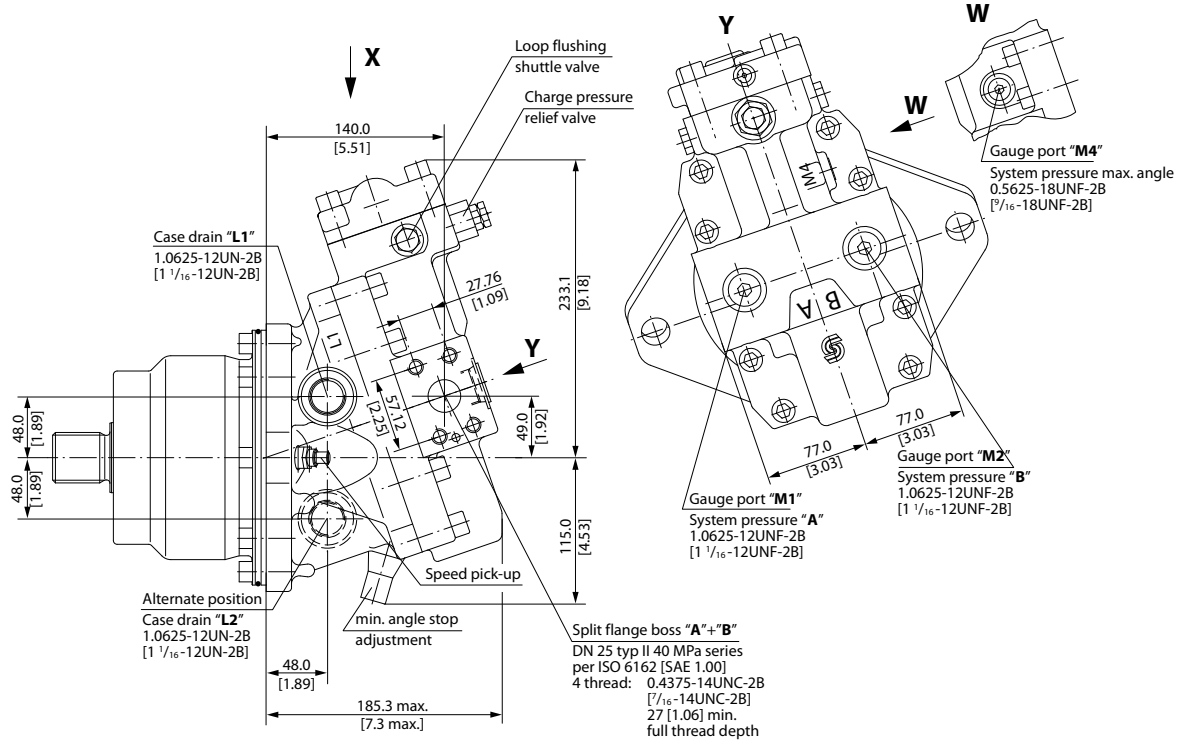 X
Loop flushing
shuttle valve
Charge pressure
relief valve
140.0
[5.51]
Case drain "L1"
1.0625-12UN-2B
[1 1/16-12UN-2B]
L1
27.76
[1.09]
233.1
[9.18]
Y
57.12
[2.25]
49.0
[1.92]
48.0
[1.89]
48.0
[1.89]
115.0
[4.53]
Speed pick-up
Alternate position
Case drain "L2"
1.0625-12UN-2B
[1 1/16-12UN-2B]
min. angle stop
adjustment
48.0
[1.89]
185.3 max.
[7.3 max.]
Split flange boss "A"+"B"
DN 25 typ II 40 MPa series
per ISO 6162 [SAE 1.00]
4 thread: 0.4375-14UNC-2B
[7/16-14UNC-2B]
27 [1.06] min.
full thread depth
Y
W
W
M4
Gauge port "M4"
System pressure max. angle
0.5625-18UNF-2B
[9/16-18UNF-2B]
B A
77.0
[3.03]
77.0
[3.03]
Gauge port "M2"
System pressure "B"
1.0625-12UNF-2B
[1 1/16-12UNF-2B]
Gauge port "M1"
System pressure "A"
1.0625-12UNF-2B
[1 1/16-12UNF-2B]